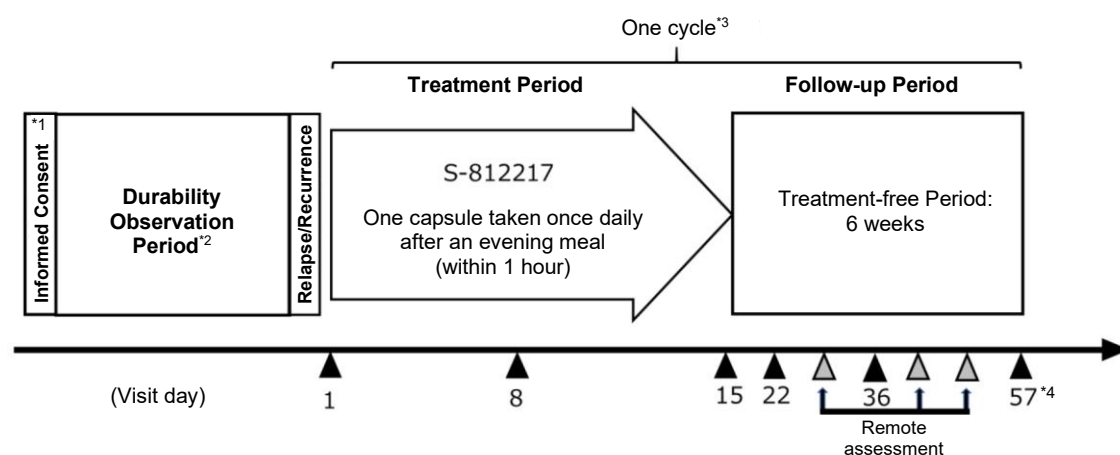 One cycle*3
Treatment Period
Follow-up Period
Informed Consent *1
Durability
Observation
Period*2
Relapse/Recurrence
S-812217
One capsule taken once daily
after an evening meal
(within 1 hour)
Treatment-free Period:
6 weeks
(Visit day)
1
8
15
22
36
57*4
Remote
assessment